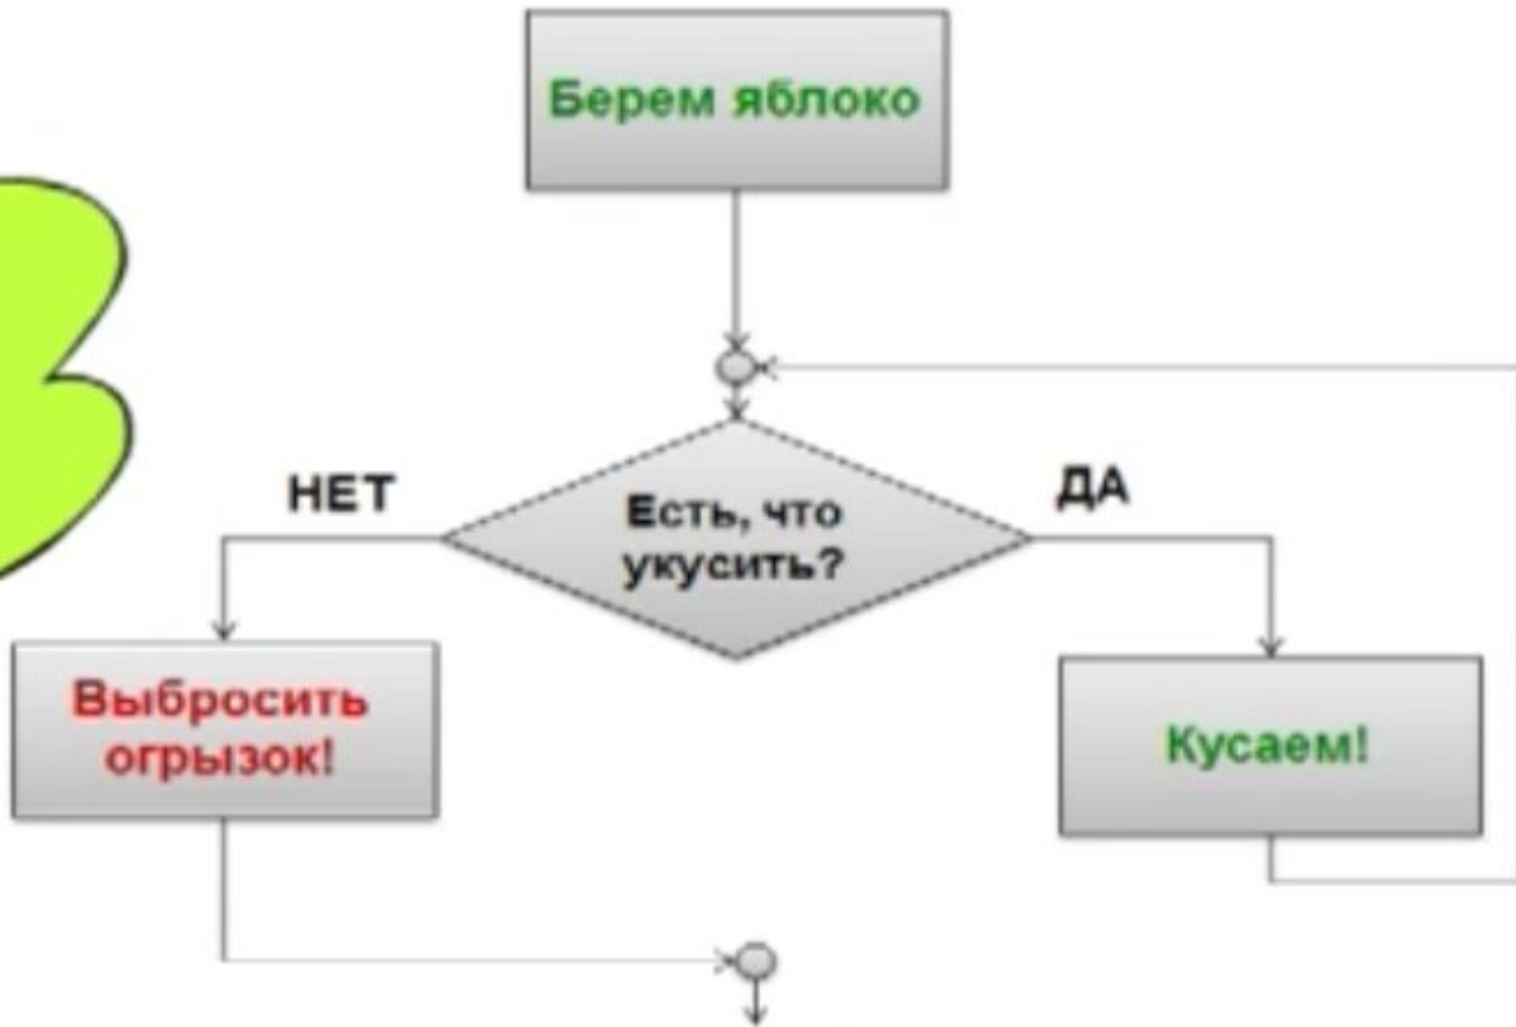 Берем яблоко
НЕТ
ДА
Есть, что
укусить?
Выбросить
огрызок!
Кусаем!